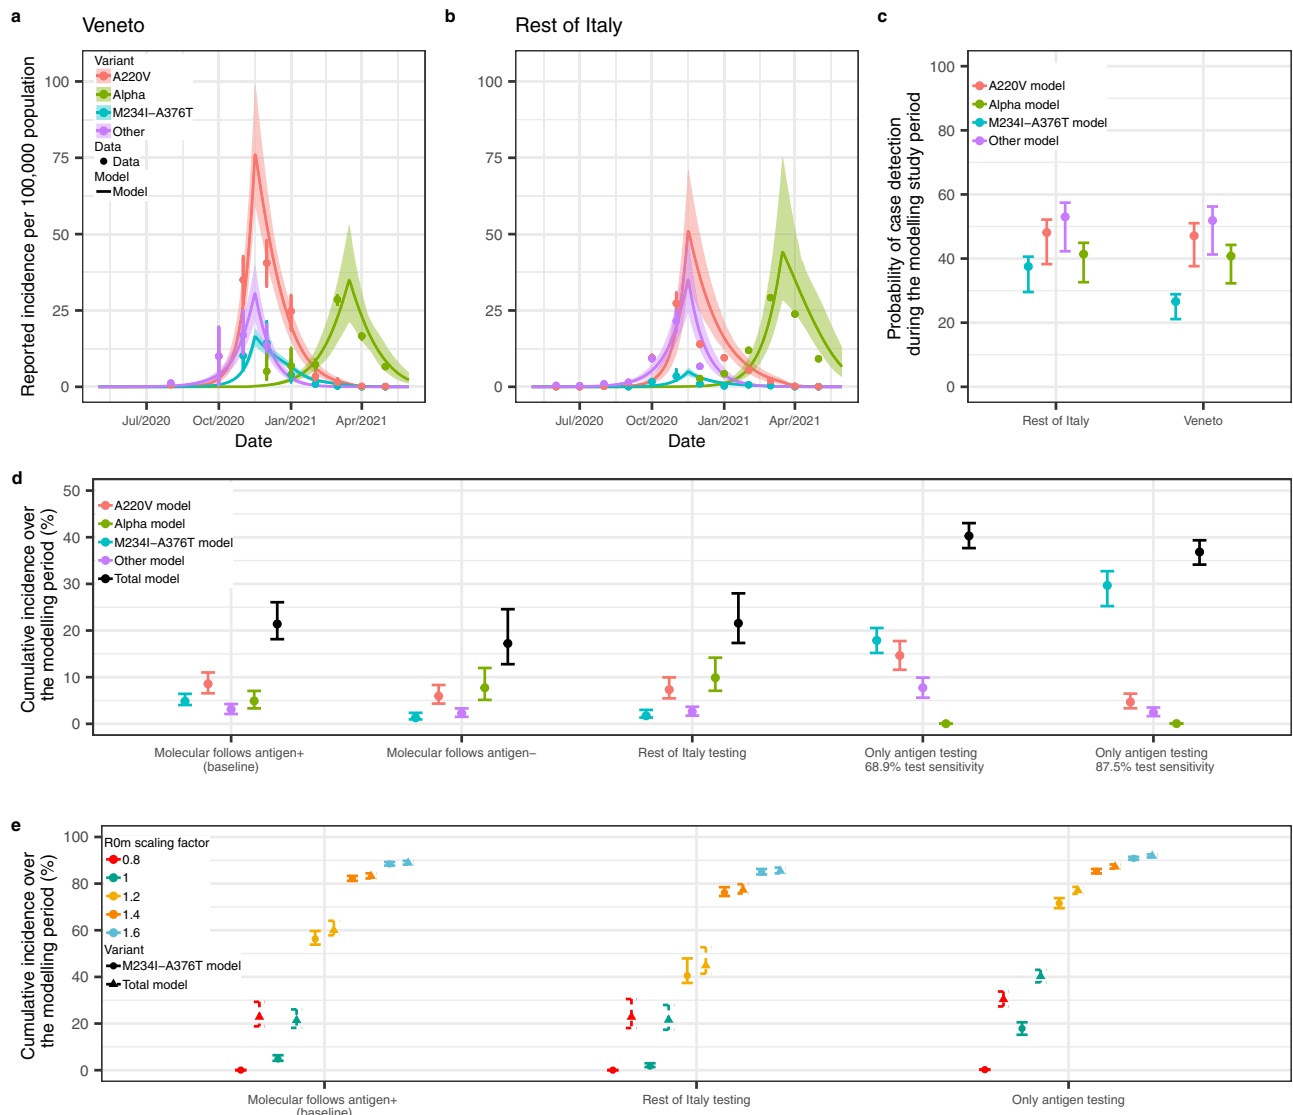 a
Veneto
Reported incidence per 100,000 population
100
75
50
25
0
Variant
A220V
Alpha
M234I−A376T
Other
Data
Data
Model
Model
Jul/2020
Oct/2020
Jan/2021
Apr/2021
Date
b
Rest of Italy
100
75
50
25
0
Jul/2020
Oct/2020
Jan/2021
Apr/2021
Date
c
Probability of case detection
during the modelling study period
100
80
60
40
20
0
A220V model
Alpha model
M234I−A376T model
Other model
Rest of Italy
Veneto
d
Cumulative incidence over
the modelling period (%)
50
40
30
20
10
0
A220V model
Alpha model
M234I−A376T model
Other model
Total model
Molecular follows antigen+
(baseline)
Molecular follows antigen−
Rest of Italy testing
Only antigen testing
68.9% test sensitivity
Only antigen testing
87.5% test sensitivity
e
Cumulative incidence over
the modelling period (%)
100
80
60
40
20
0
R0m scaling factor
0.8
1
1.2
1.4
1.6
Variant
M234I−A376T model
Total model
Molecular follows antigen+
(baseline)
Rest of Italy testing
Only antigen testing